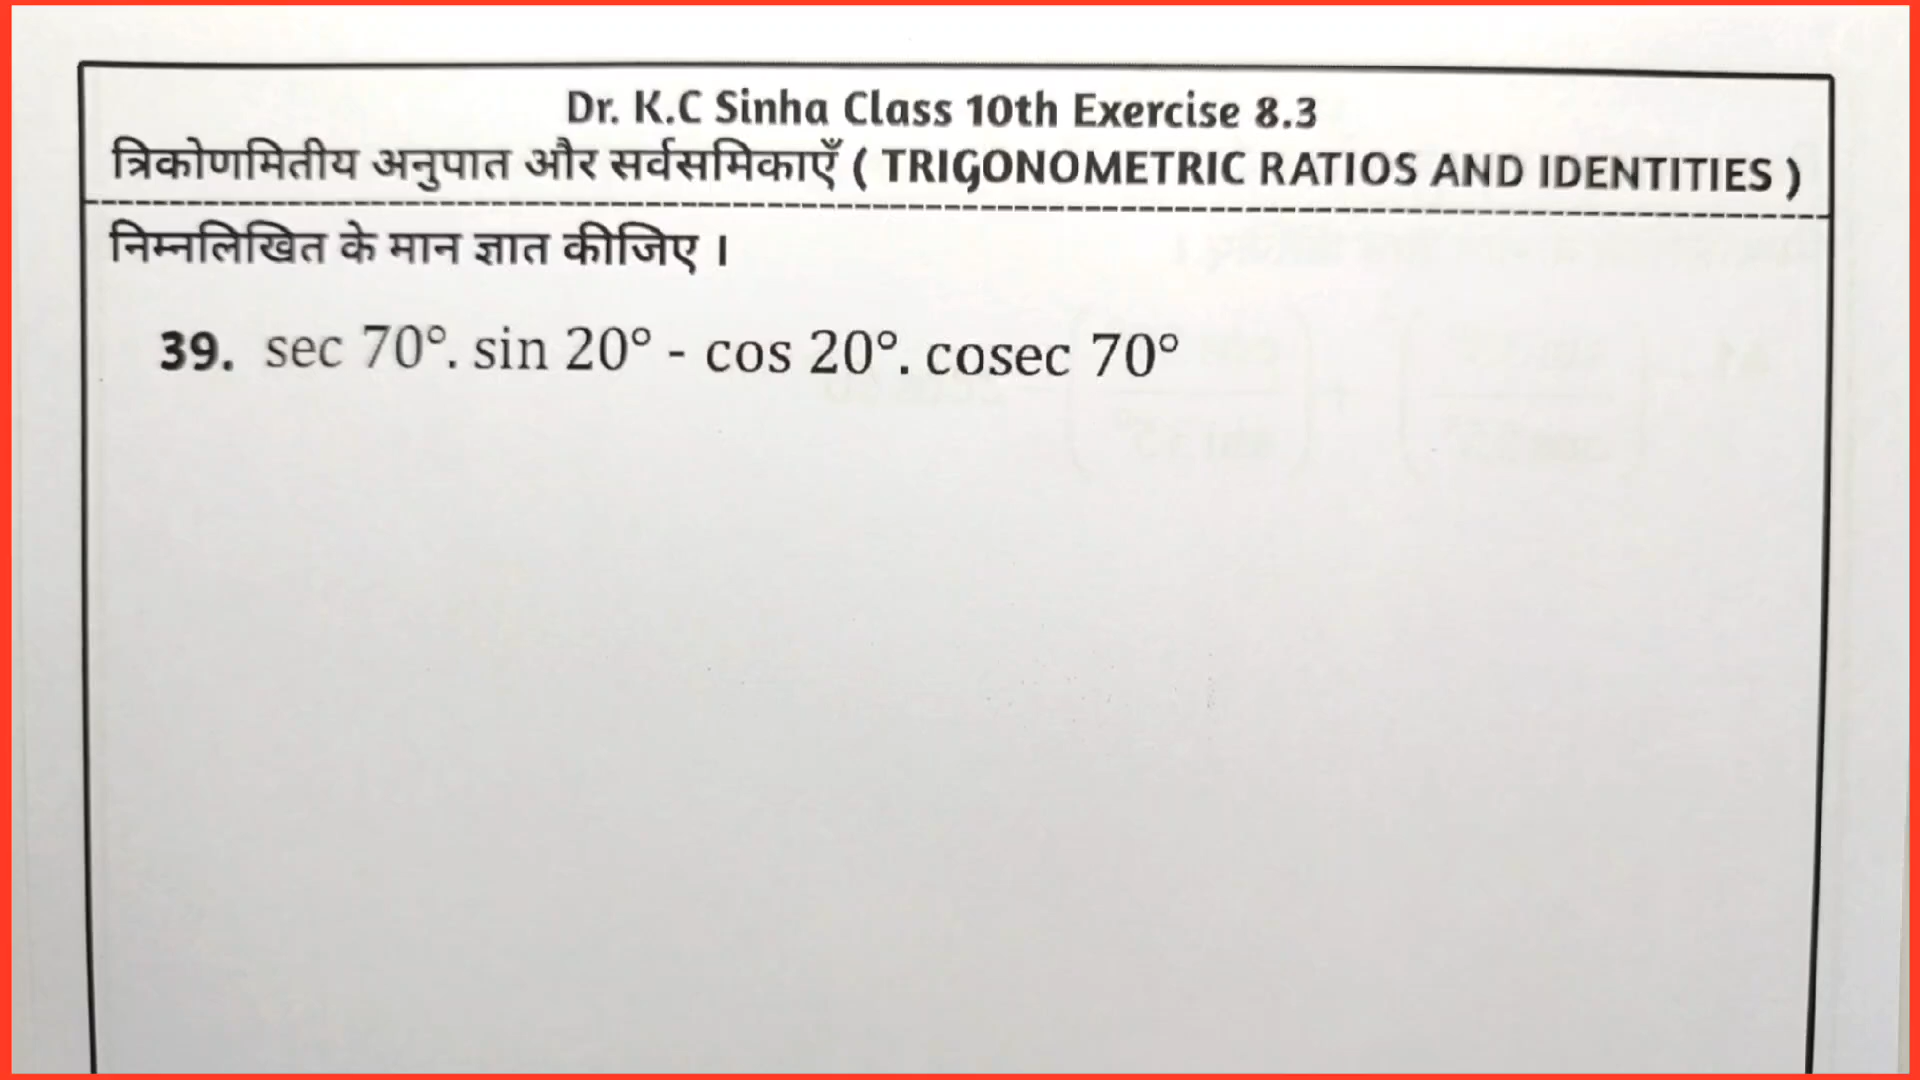 Dr. K.C Sinha Class 10th Exercise 8.3
त्रिकोणमितीय अनुपात और सर्वसमिकाएँ ( TRIGONOMETRIC RATIOS AND IDENTITIES )
निम्नलिखित के मान ज्ञात कीजिए ।
39. sec 70°. sin 20° - cos 20°. cosec 70°